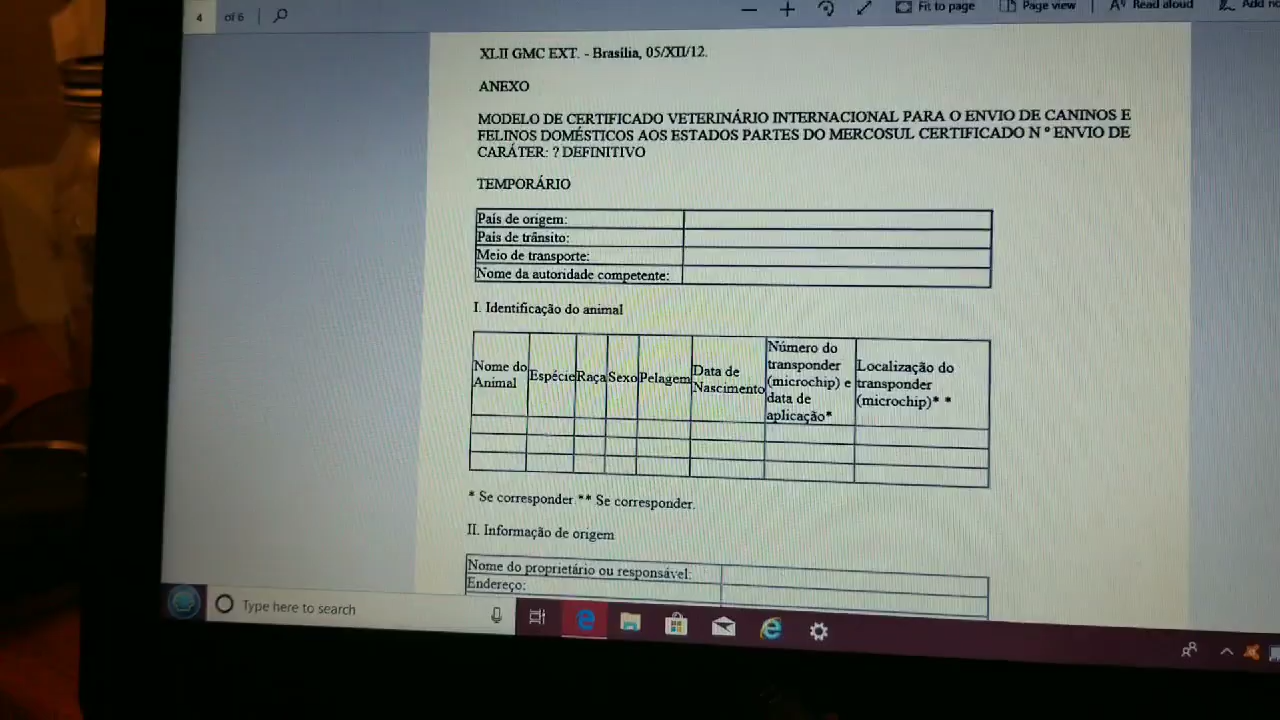 4 of 6 Fit to page Page view Read aloud
XLII GMC EXT. - Brasília, 05/XII/12.
ANEXO
MODELO DE CERTIFICADO VETERINÁRIO INTERNACIONAL PARA O ENVIO DE CANINOS E
FELINOS DOMÉSTICOS AOS ESTADOS PARTES DO MERCOSUL CERTIFICADO N º ENVIO DE
CARÁTER: ? DEFINITIVO
TEMPORÁRIO
País de origem:
País de trânsito:
Meio de transporte:
Nome da autoridade competente:
I. Identificação do animal
Nome do
Animal
Espécie
Raça
Sexo
Pelagem
Data de
Nascimento
Número do
transponder
(microchip) e
data de
aplicação*
Localização do
transponder
(microchip)* *
* Se corresponder ** Se corresponder.
II. Informação de origem
Nome do proprietário ou responsável:
Endereço:
Type here to search